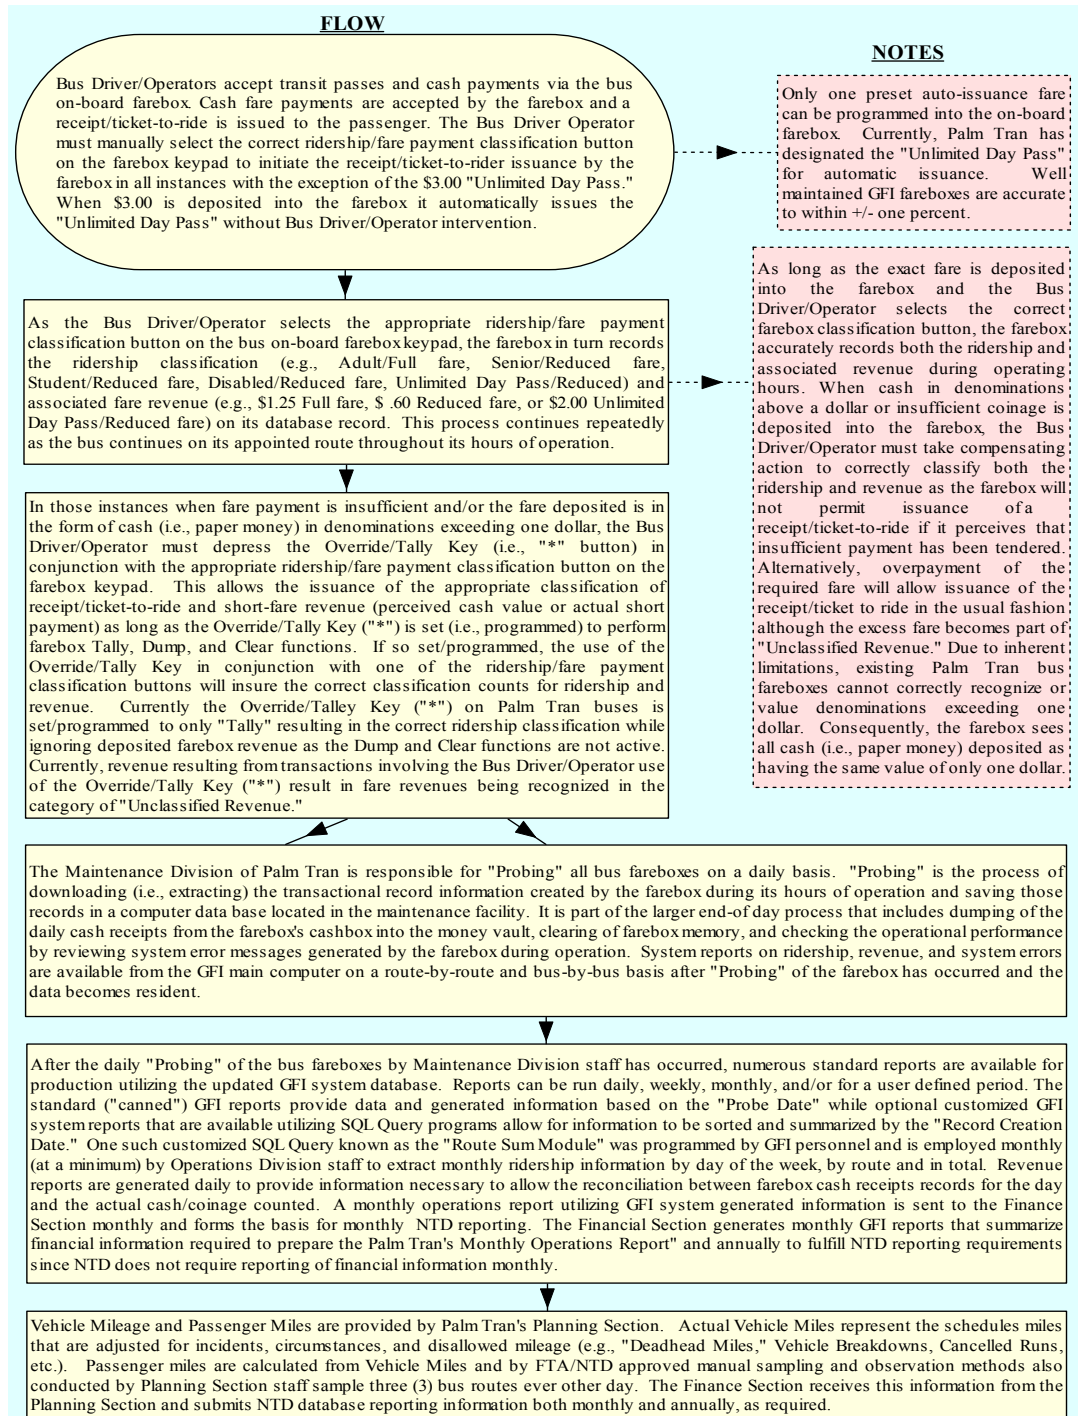 FLOW
Bus Driver/Operators accept transit passes and cash payments via the bus
on-board farebox. Cash fare payments are accepted by the farebox and a
receipt/ticket-to-ride is issued to the passenger. The Bus Driver Operator
must manually select the correct ridership/fare payment classification button
on the farebox keypad to initiate the receipt/ticket-to-rider issuance by the
farebox in all instances with the exception of the $3.00 "Unlimited Day Pass."
When $3.00 is deposited into the farebox it automatically issues the
"Unlimited Day Pass" without Bus Driver/Operator intervention.
NOTES
Only one preset auto-issuance fare
can be programmed into the on-board
farebox. Currently, Palm Tran has
designated the "Unlimited Day Pass"
for automatic issuance. Well
maintained GFI fareboxes are accurate
to within +/- one percent.
As the Bus Driver/Operator selects the appropriate ridership/fare payment
classification button on the bus on-board farebox keypad, the farebox in turn records
the ridership classification (e.g., Adult/Full fare, Senior/Reduced fare,
Student/Reduced fare, Disabled/Reduced fare, Unlimited Day Pass/Reduced) and
associated fare revenue (e.g., $1.25 Full fare, $ .60 Reduced fare, or $2.00 Unlimited
Day Pass/Reduced fare) on its database record. This process continues repeatedly
as the bus continues on its appointed route throughout its hours of operation.
As long as the exact fare is deposited
into the farebox and the Bus
Driver/Operator selects the correct
farebox classification button, the farebox
accurately records both the ridership and
associated revenue during operating
hours. When cash in denominations
above a dollar or insufficient coinage is
deposited into the farebox, the Bus
Driver/Operator must take compensating
action to correctly classify both the
ridership and revenue as the farebox will
not permit issuance of a
receipt/ticket-to-ride if it perceives that
insufficient payment has been tendered.
Alternatively, overpayment of the
required fare will allow issuance of the
receipt/ticket to ride in the usual fashion
although the excess fare becomes part of
"Unclassified Revenue." Due to inherent
limitations, existing Palm Tran bus
fareboxes cannot correctly recognize or
value denominations exceeding one
dollar. Consequently, the farebox sees
all cash (i.e., paper money) deposited as
having the same value of only one dollar.
In those instances when fare payment is insufficient and/or the fare deposited is in
the form of cash (i.e., paper money) in denominations exceeding one dollar, the Bus
Driver/Operator must depress the Override/Tally Key (i.e., "*" button) in
conjunction with the appropriate ridership/fare payment classification button on the
farebox keypad. This allows the issuance of the appropriate classification of
receipt/ticket-to-ride and short-fare revenue (perceived cash value or actual short
payment) as long as the Override/Tally Key ("*") is set (i.e., programmed) to perform
farebox Tally, Dump, and Clear functions. If so set/programmed, the use of the
Override/Tally Key in conjunction with one of the ridership/fare payment
classification buttons will insure the correct classification counts for ridership and
revenue. Currently the Override/Talley Key ("*") on Palm Tran buses is
set/programmed to only "Tally" resulting in the correct ridership classification while
ignoring deposited farebox revenue as the Dump and Clear functions are not active.
Currently, revenue resulting from transactions involving the Bus Driver/Operator use
of the Override/Tally Key ("*") result in fare revenues being recognized in the
category of "Unclassified Revenue."
The Maintenance Division of Palm Tran is responsible for "Probing" all bus fareboxes on a daily basis. "Probing" is the process of
downloading (i.e., extracting) the transactional record information created by the farebox during its hours of operation and saving those
records in a computer data base located in the maintenance facility. It is part of the larger end-of day process that includes dumping of the
daily cash receipts from the farebox's cashbox into the money vault, clearing of farebox memory, and checking the operational performance
by reviewing system error messages generated by the farebox during operation. System reports on ridership, revenue, and system errors
are available from the GFI main computer on a route-by-route and bus-by-bus basis after "Probing" of the farebox has occurred and the
data becomes resident.
After the daily "Probing" of the bus fareboxes by Maintenance Division staff has occurred, numerous standard reports are available for
production utilizing the updated GFI system database. Reports can be run daily, weekly, monthly, and/or for a user defined period. The
standard ("canned") GFI reports provide data and generated information based on the "Probe Date" while optional customized GFI
system reports that are available utilizing SQL Query programs allow for information to be sorted and summarized by the "Record Creation
Date." One such customized SQL Query known as the "Route Sum Module" was programmed by GFI personnel and is employed monthly
(at a minimum) by Operations Division staff to extract monthly ridership information by day of the week, by route and in total. Revenue
reports are generated daily to provide information necessary to allow the reconciliation between farebox cash receipts records for the day
and the actual cash/coinage counted. A monthly operations report utilizing GFI system generated information is sent to the Finance
Section monthly and forms the basis for monthly NTD reporting. The Financial Section generates monthly GFI reports that summarize
financial information required to prepare the Palm Tran's Monthly Operations Report" and annually to fulfill NTD reporting requirements
since NTD does not require reporting of financial information monthly.
Vehicle Mileage and Passenger Miles are provided by Palm Tran's Planning Section. Actual Vehicle Miles represent the schedules miles
that are adjusted for incidents, circumstances, and disallowed mileage (e.g., "Deadhead Miles," Vehicle Breakdowns, Cancelled Runs,
etc.). Passenger miles are calculated from Vehicle Miles and by FTA/NTD approved manual sampling and observation methods also
conducted by Planning Section staff sample three (3) bus routes ever other day. The Finance Section receives this information from the
Planning Section and submits NTD database reporting information both monthly and annually, as required.